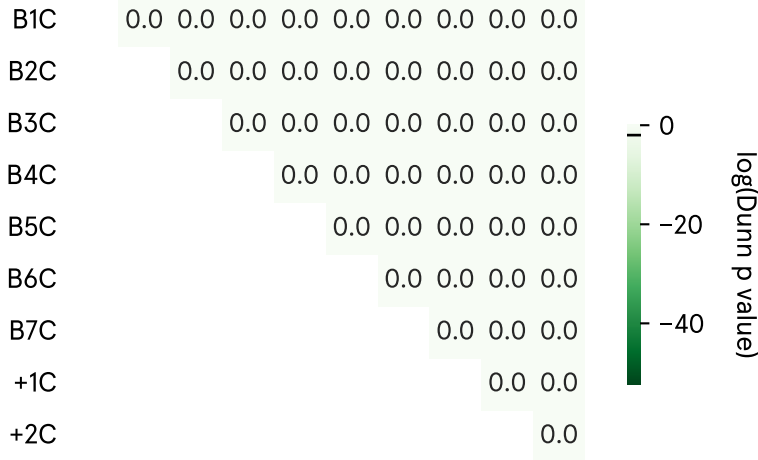 B1C 0.0 0.0 0.0 0.0 0.0 0.0 0.0 0.0 0.0
B2C 0.0 0.0 0.0 0.0 0.0 0.0 0.0 0.0
B3C 0.0 0.0 0.0 0.0 0.0 0.0 0.0
B4C 0.0 0.0 0.0 0.0 0.0 0.0
B5C 0.0 0.0 0.0 0.0 0.0
B6C 0.0 0.0 0.0 0.0
B7C 0.0 0.0 0.0
+1C 0.0 0.0
+2C 0.0
0
−20
−40
log(Dunn p value)